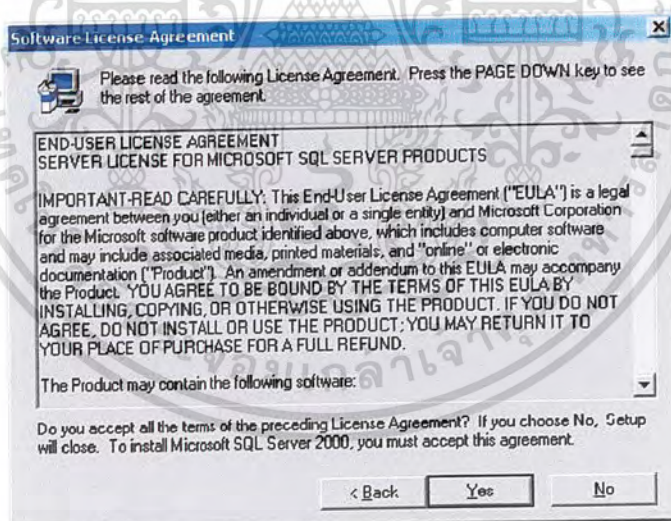 Software License Agreement
Please read the following License Agreement. Press the PAGE DOWN key to see
the rest of the agreement.
END-USER LICENSE AGREEMENT
SERVER LICENSE FOR MICROSOFT SQL SERVER PRODUCTS
IMPORTANT-READ CAREFULLY: This End-User License Agreement ("EULA") is a legal
agreement between you (either an individual or a single entity) and Microsoft Corporation
for the Microsoft software product identified above, which includes computer software
and may include associated media, printed materials, and "online" or electronic
documentation ("Product"). An amendment or addendum to this EULA may accompany
the Product. YOU AGREE TO BE BOUND BY THE TERMS OF THIS EULA BY
INSTALLING, COPYING, OR OTHERWISE USING THE PRODUCT. IF YOU DO NOT
AGREE, DO NOT INSTALL OR USE THE PRODUCT; YOU MAY RETURN IT TO
YOUR PLACE OF PURCHASE FOR A FULL REFUND.
The Product may contain the following software:
Do you accept all the terms of the preceding License Agreement? If you choose No, Setup
will close. To install Microsoft SQL Server 2000, you must accept this agreement.
< Back
Yes
No